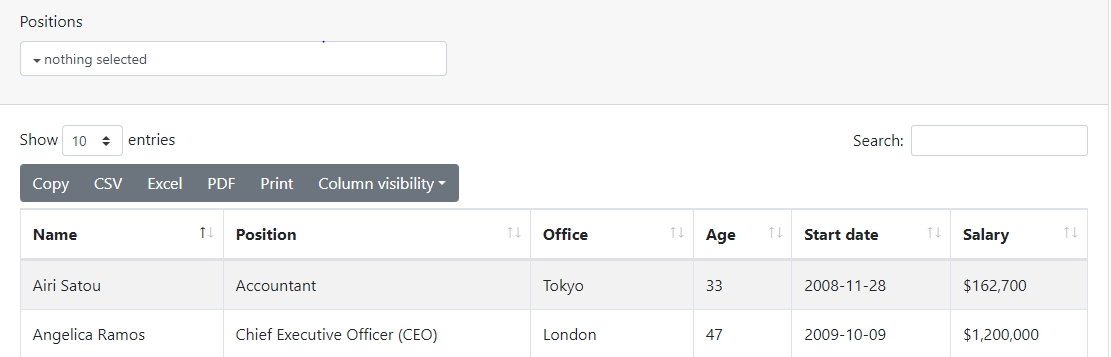 Positions
nothing selected
Show 10 entries Search:
Copy CSV Excel PDF Print Column visibility
Name Position Office Age Start date Salary
Airi Satou Accountant Tokyo 33 2008-11-28 $162,700
Angelica Ramos Chief Executive Officer (CEO) London 47 2009-10-09 $1,200,000